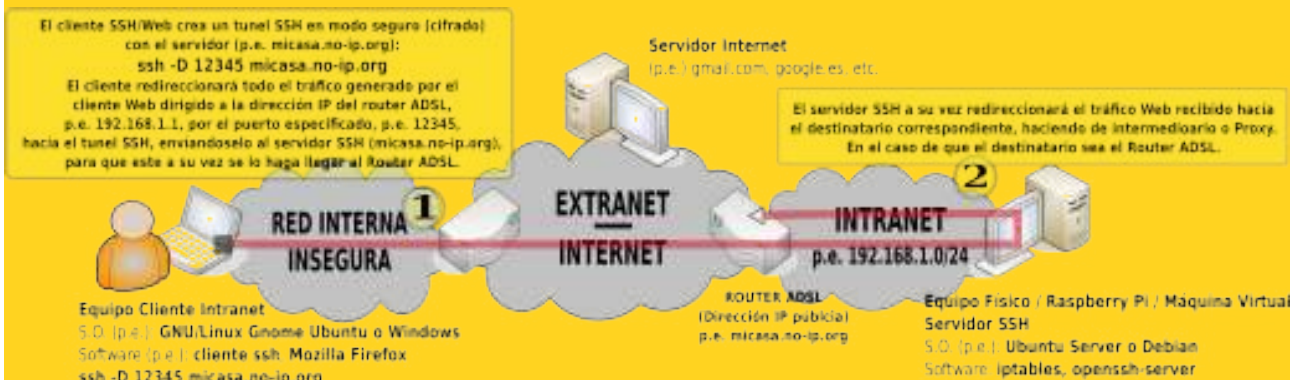 El cliente SSH/Web crea un tunel SSH en modo seguro (cifrado)
con el servidor (p.e. micasa.no-ip.org):
ssh -D 12345 micasa.no-ip.org
El cliente redireccionará todo el tráfico generado por el
cliente Web dirigido a la dirección IP del router ADSL,
p.e. 192.168.1.1, por el puerto especificado, p.e. 12345,
hacia el tunel SSH, enviandoselo al servidor SSH (micasa.no-ip.org),
para que este a su vez se lo haga llegar al Router ADSL.
Servidor Internet
(p.e.) gmail.com, google.es, etc.
El servidor SSH a su vez redireccionará el tráfico Web recibido hacia
el destinatario correspondiente, haciendo de intermedioario o Proxy.
En el caso de que el destinatario sea el Router ADSL.
1
2
RED INTERNA
INSEGURA
EXTRANET
INTERNET
INTRANET
p.e. 192.168.1.0/24
Equipo Cliente Intranet
S.O. (p.e.): GNU/Linux Gnome Ubuntu o Windows
Software (p.e.): cliente ssh, Mozilla Firefox
ssh -D 12345 micasa.no-ip.org
ROUTER ADSL
(Dirección IP púbicia)
p.e. micasa.no-ip.org
Equipo Físico / Raspberry Pi / Máquina Virtual
Servidor SSH
S.O. (p.e.): Ubuntu Server o Debian
Software: iptables, openssh-server